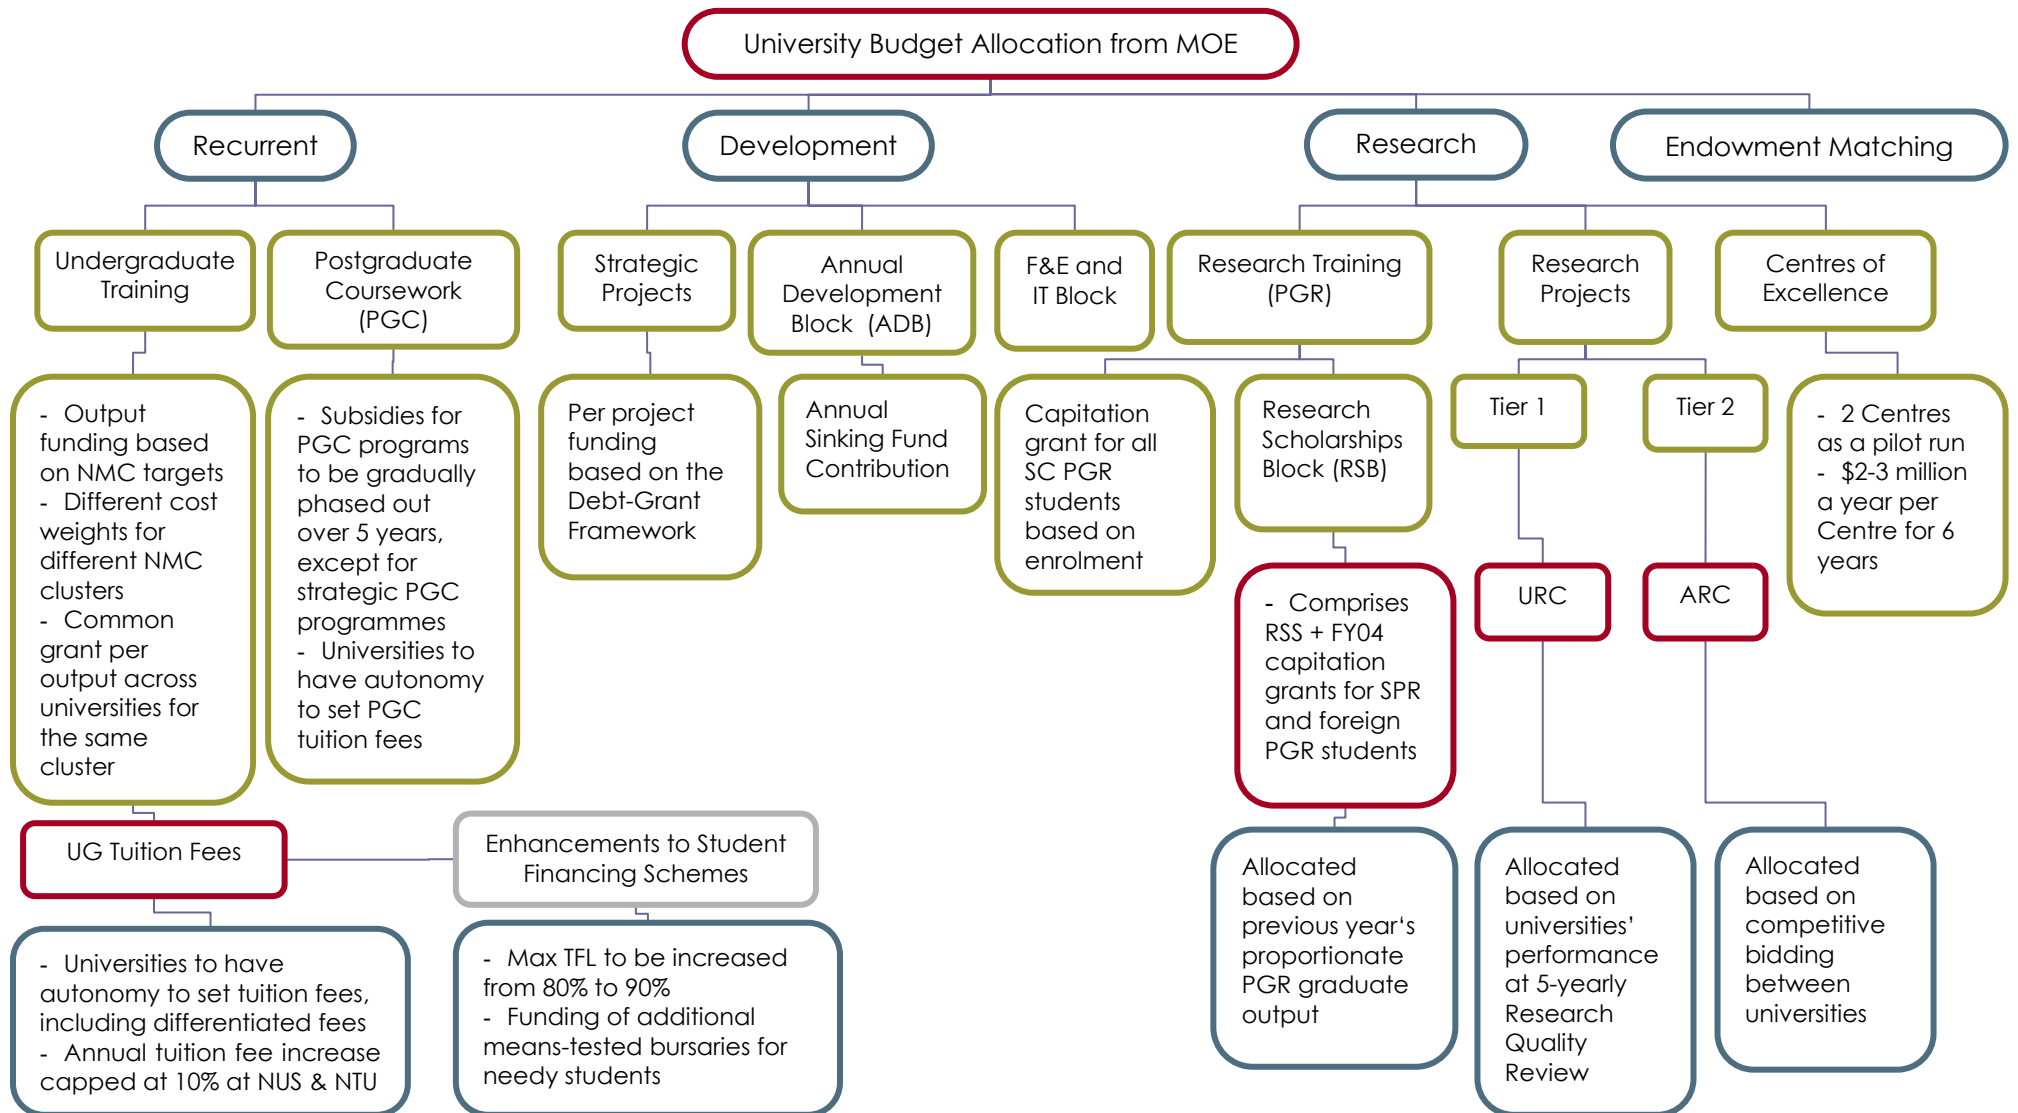 University Budget Allocation from MOE
Recurrent
Development
Research
Endowment Matching
Undergraduate
Training
Postgraduate
Coursework
(PGC)
Strategic
Projects
Annual
Development
Block (ADB)
F&E and
IT Block
Research Training
(PGR)
Research
Projects
Centres of
Excellence
- Output
funding based
on NMC targets
- Different cost
weights for
different NMC
clusters
- Common
grant per
output across
universities for
the same
cluster
- Subsidies for
PGC programs
to be gradually
phased out
over 5 years,
except for
strategic PGC
programmes
- Universities to
have autonomy
to set PGC
tuition fees
Per project
funding
based on the
Debt-Grant
Framework
Annual
Sinking Fund
Contribution
Capitation
grant for all
SC PGR
students
based on
enrolment
Research
Scholarships
Block (RSB)
Tier 1
Tier 2
- 2 Centres
as a pilot run
- $2-3 million
a year per
Centre for 6
years
- Comprises
RSS + FY04
capitation
grants for SPR
and foreign
PGR students
URC
ARC
UG Tuition Fees
Enhancements to Student
Financing Schemes
- Universities to have
autonomy to set tuition fees,
including differentiated fees
- Annual tuition fee increase
capped at 10% at NUS & NTU
- Max TFL to be increased
from 80% to 90%
- Funding of additional
means-tested bursaries for
needy students
Allocated
based on
previous year‘s
proportionate
PGR graduate
output
Allocated
based on
universities’
performance
at 5-yearly
Research
Quality
Review
Allocated
based on
competitive
bidding
between
universities